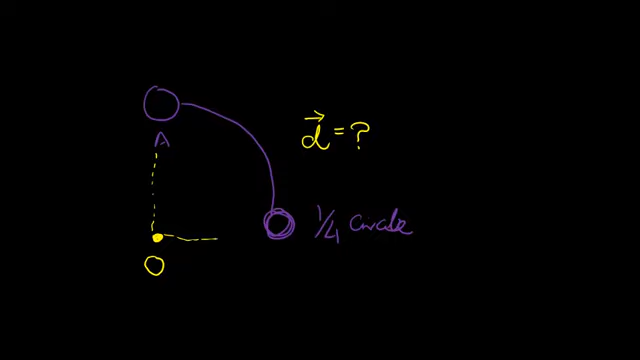 A
d⃗ = ?
1/4 circle
O